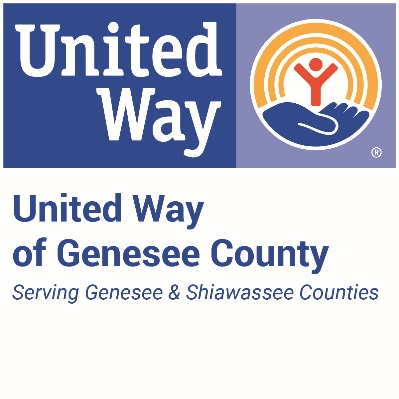 United
Way
®
United Way
of Genesee County
Serving Genesee & Shiawassee Counties